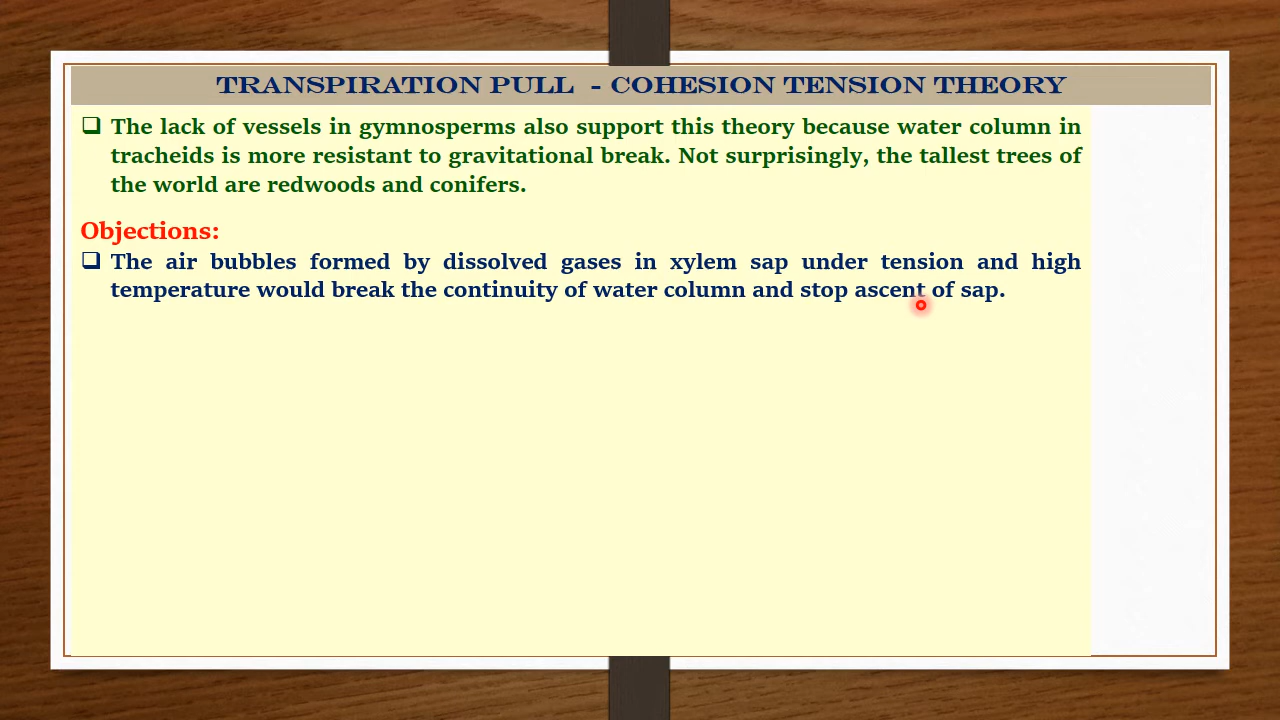 TRANSPIRATION PULL - COHESION TENSION THEORY
❑ The lack of vessels in gymnosperms also support this theory because water column in
tracheids is more resistant to gravitational break. Not surprisingly, the tallest trees of
the world are redwoods and conifers.
Objections:
❑ The air bubbles formed by dissolved gases in xylem sap under tension and high
temperature would break the continuity of water column and stop ascent of sap.